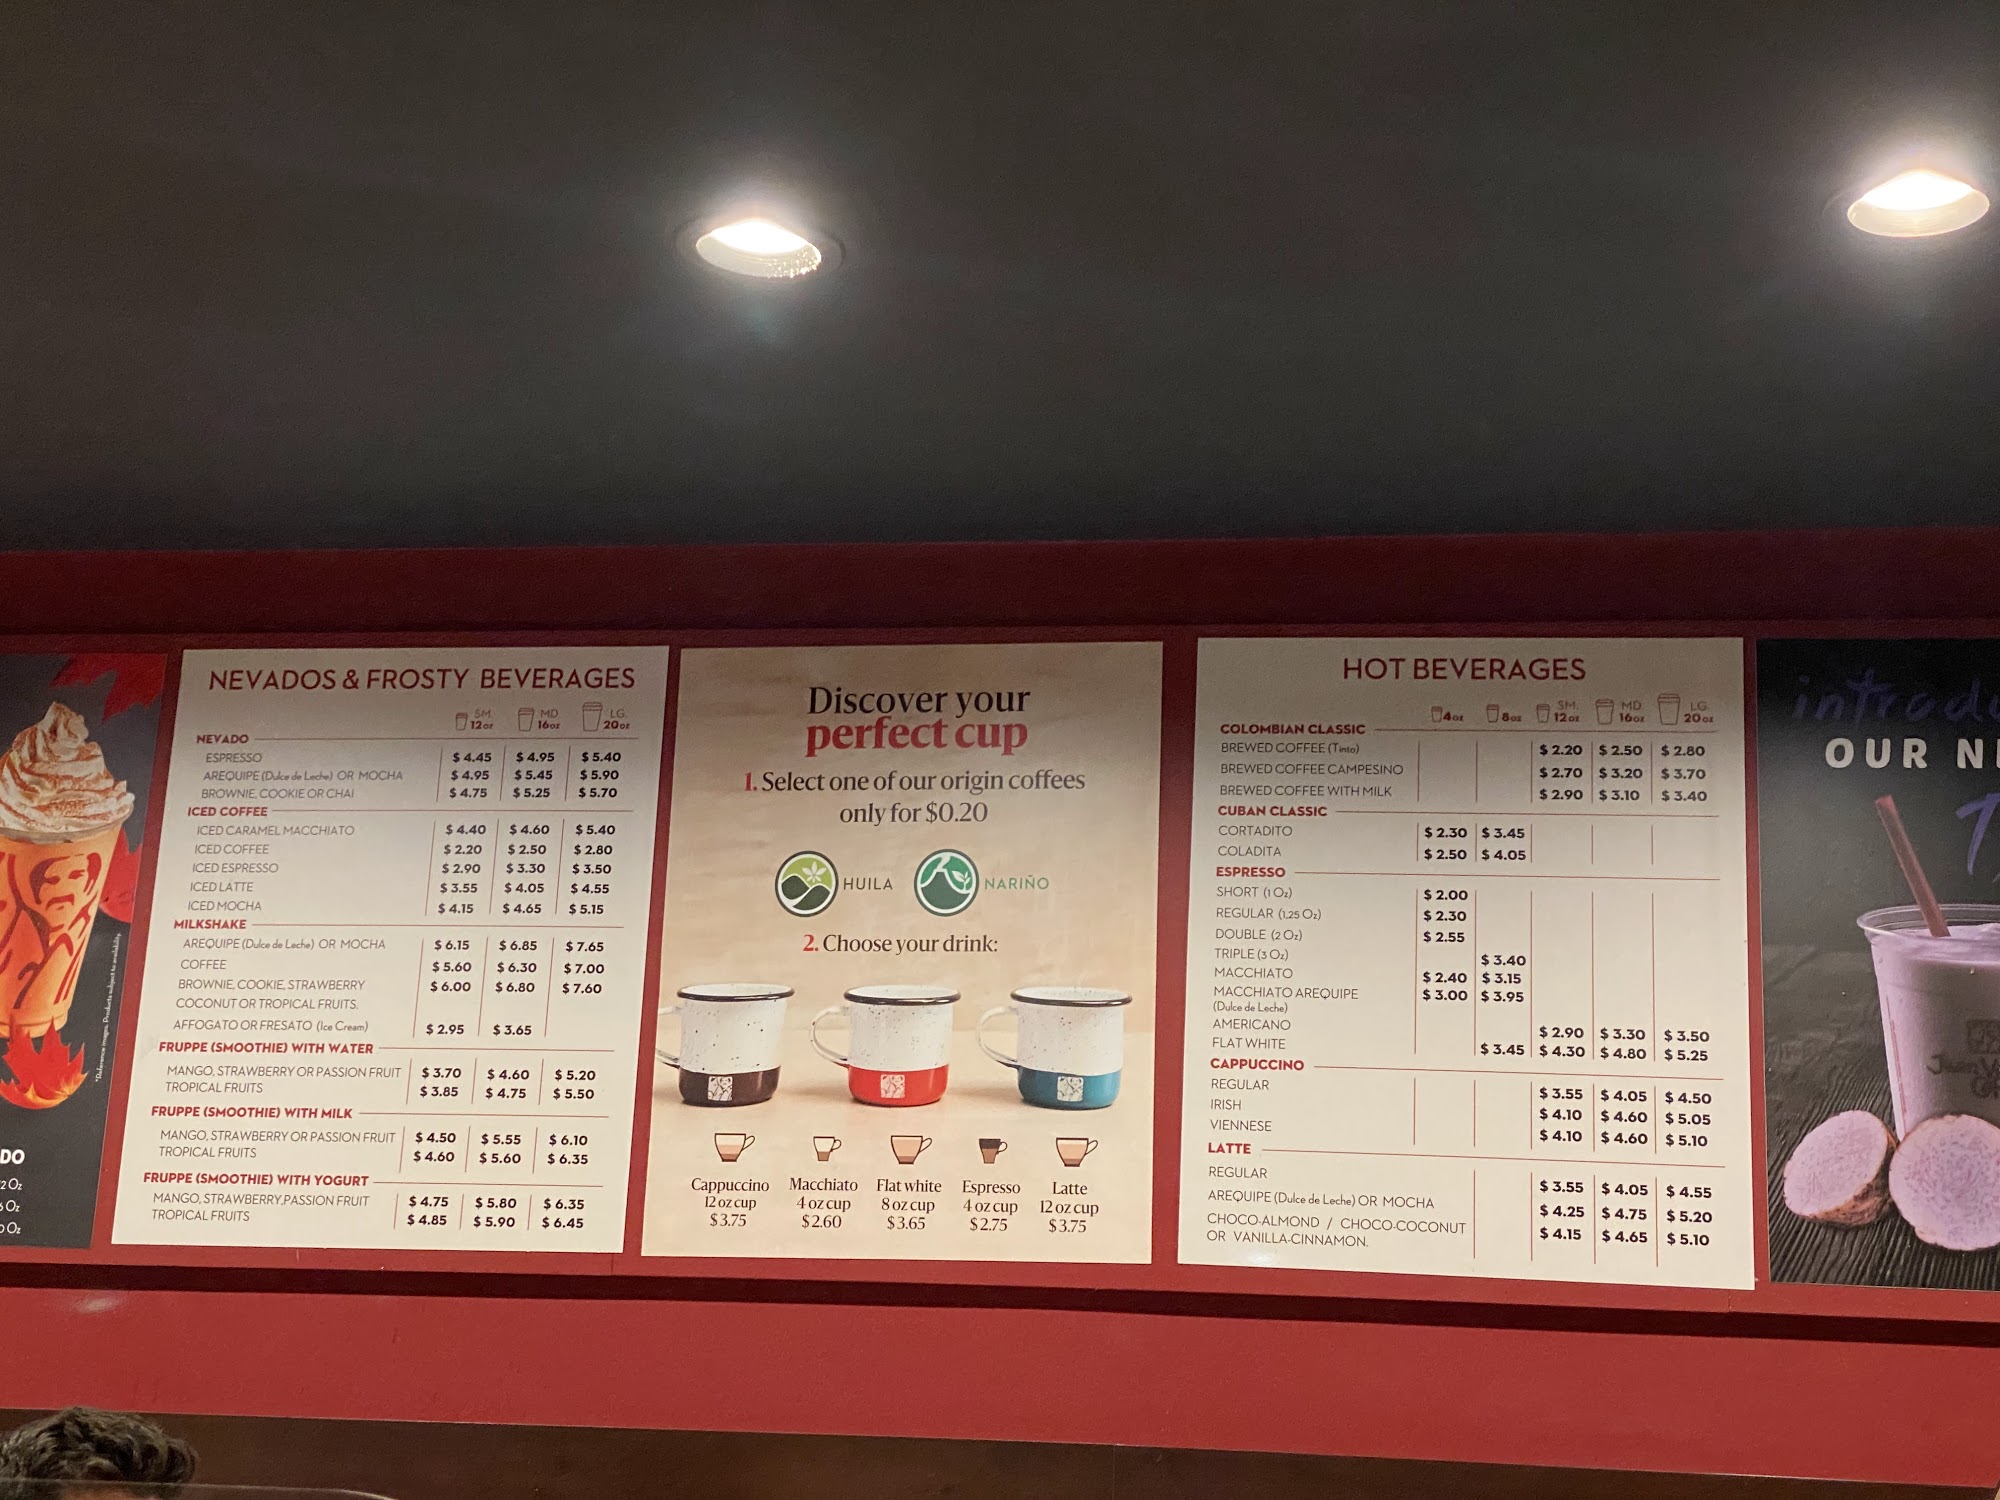 DO
2 Oz
Oz
Oz
*Reference images. Products subject to availability.
NEVADOS & FROSTY BEVERAGES
SM. 12oz MD. 16oz LG. 20oz
NEVADO
ESPRESSO $ 4.45 $ 4.95 $ 5.40
AREQUIPE (Dulce de Leche) OR MOCHA $ 4.95 $ 5.45 $ 5.90
BROWNIE, COOKIE OR CHAI $ 4.75 $ 5.25 $ 5.70
ICED COFFEE
ICED CARAMEL MACCHIATO $ 4.40 $ 4.60 $ 5.40
ICED COFFEE $ 2.20 $ 2.50 $ 2.80
ICED ESPRESSO $ 2.90 $ 3.30 $ 3.50
ICED LATTE $ 3.55 $ 4.05 $ 4.55
ICED MOCHA $ 4.15 $ 4.65 $ 5.15
MILKSHAKE
AREQUIPE (Dulce de Leche) OR MOCHA $ 6.15 $ 6.85 $ 7.65
COFFEE $ 5.60 $ 6.30 $ 7.00
BROWNIE, COOKIE, STRAWBERRY $ 6.00 $ 6.80 $ 7.60
COCONUT OR TROPICAL FRUITS.
AFFOGATO OR FRESATO (Ice Cream) $ 2.95 $ 3.65
FRUPPE (SMOOTHIE) WITH WATER
MANGO, STRAWBERRY OR PASSION FRUIT $ 3.70 $ 4.60 $ 5.20
TROPICAL FRUITS $ 3.85 $ 4.75 $ 5.50
FRUPPE (SMOOTHIE) WITH MILK
MANGO, STRAWBERRY OR PASSION FRUIT $ 4.50 $ 5.55 $ 6.10
TROPICAL FRUITS $ 4.60 $ 5.60 $ 6.35
FRUPPE (SMOOTHIE) WITH YOGURT
MANGO, STRAWBERRY,PASSION FRUIT $ 4.75 $ 5.80 $ 6.35
TROPICAL FRUITS $ 4.85 $ 5.90 $ 6.45
Discover your
perfect cup
1. Select one of our origin coffees
only for $0.20
HUILA NARIÑO
2. Choose your drink:
Cappuccino Macchiato Flat white Espresso Latte
12 oz cup 4 oz cup 8 oz cup 4 oz cup 12 oz cup
$3.75 $2.60 $3.65 $2.75 $3.75
HOT BEVERAGES
4oz 8oz SM. 12oz MD. 16oz LG. 20oz
COLOMBIAN CLASSIC
BREWED COFFEE (Tinto) $ 2.20 $ 2.50 $ 2.80
BREWED COFFEE CAMPESINO $ 2.70 $ 3.20 $ 3.70
BREWED COFFEE WITH MILK $ 2.90 $ 3.10 $ 3.40
CUBAN CLASSIC
CORTADITO $ 2.30 $ 3.45
COLADITA $ 2.50 $ 4.05
ESPRESSO
SHORT (1 Oz) $ 2.00
REGULAR (1,25 Oz) $ 2.30
DOUBLE (2 Oz) $ 2.55
TRIPLE (3 Oz) $ 3.40
MACCHIATO $ 2.40 $ 3.15
MACCHIATO AREQUIPE $ 3.00 $ 3.95
(Dulce de Leche)
AMERICANO $ 2.90 $ 3.30 $ 3.50
FLAT WHITE $ 3.45 $ 4.30 $ 4.80 $ 5.25
CAPPUCCINO
REGULAR $ 3.55 $ 4.05 $ 4.50
IRISH $ 4.10 $ 4.60 $ 5.05
VIENNESE $ 4.10 $ 4.60 $ 5.10
LATTE
REGULAR $ 3.55 $ 4.05 $ 4.55
AREQUIPE (Dulce de Leche) OR MOCHA $ 4.25 $ 4.75 $ 5.20
CHOCO-ALMOND / CHOCO-COCONUT $ 4.15 $ 4.65 $ 5.10
OR VANILLA-CINNAMON.
introdu
OUR N